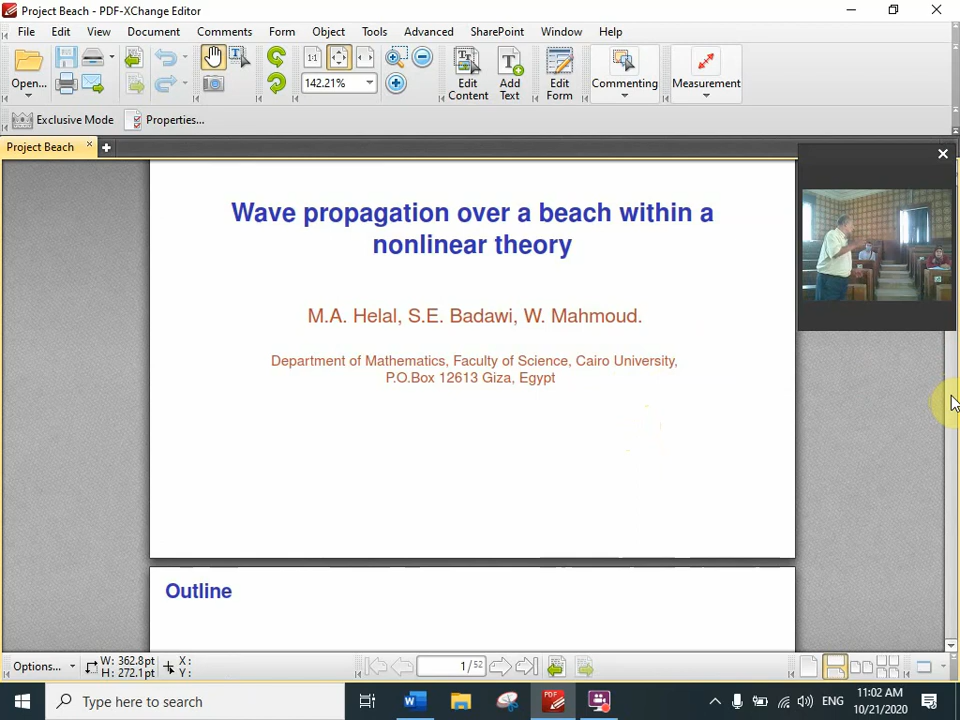 Project Beach - PDF-XChange Editor
File Edit View Document Comments Form Object Tools Advanced SharePoint Window Help
Open...
1:1
142.21%
Edit Content
Add Text
Edit Form
Commenting
Measurement
Exclusive Mode
Properties...
Project Beach
Wave propagation over a beach within a
nonlinear theory
M.A. Helal, S.E. Badawi, W. Mahmoud.
Department of Mathematics, Faculty of Science, Cairo University,
P.O.Box 12613 Giza, Egypt
Outline
Options...
W: 362.8pt
H: 272.1pt
X:
Y:
1/52
Type here to search
PDF
ENG
11:02 AM
10/21/2020